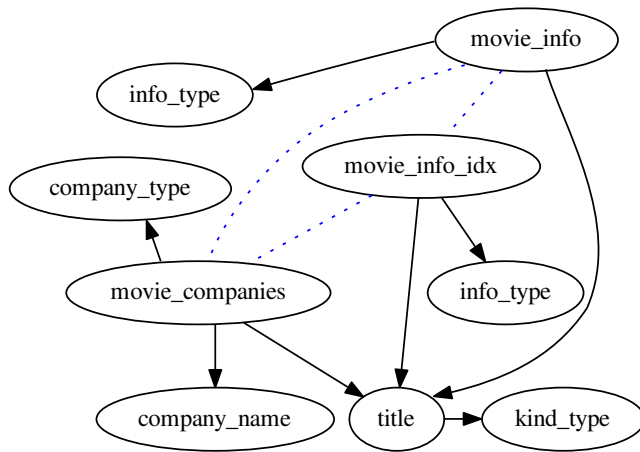 movie_info
info_type
movie_info_idx
company_type
movie_companies
info_type
company_name
title
kind_type